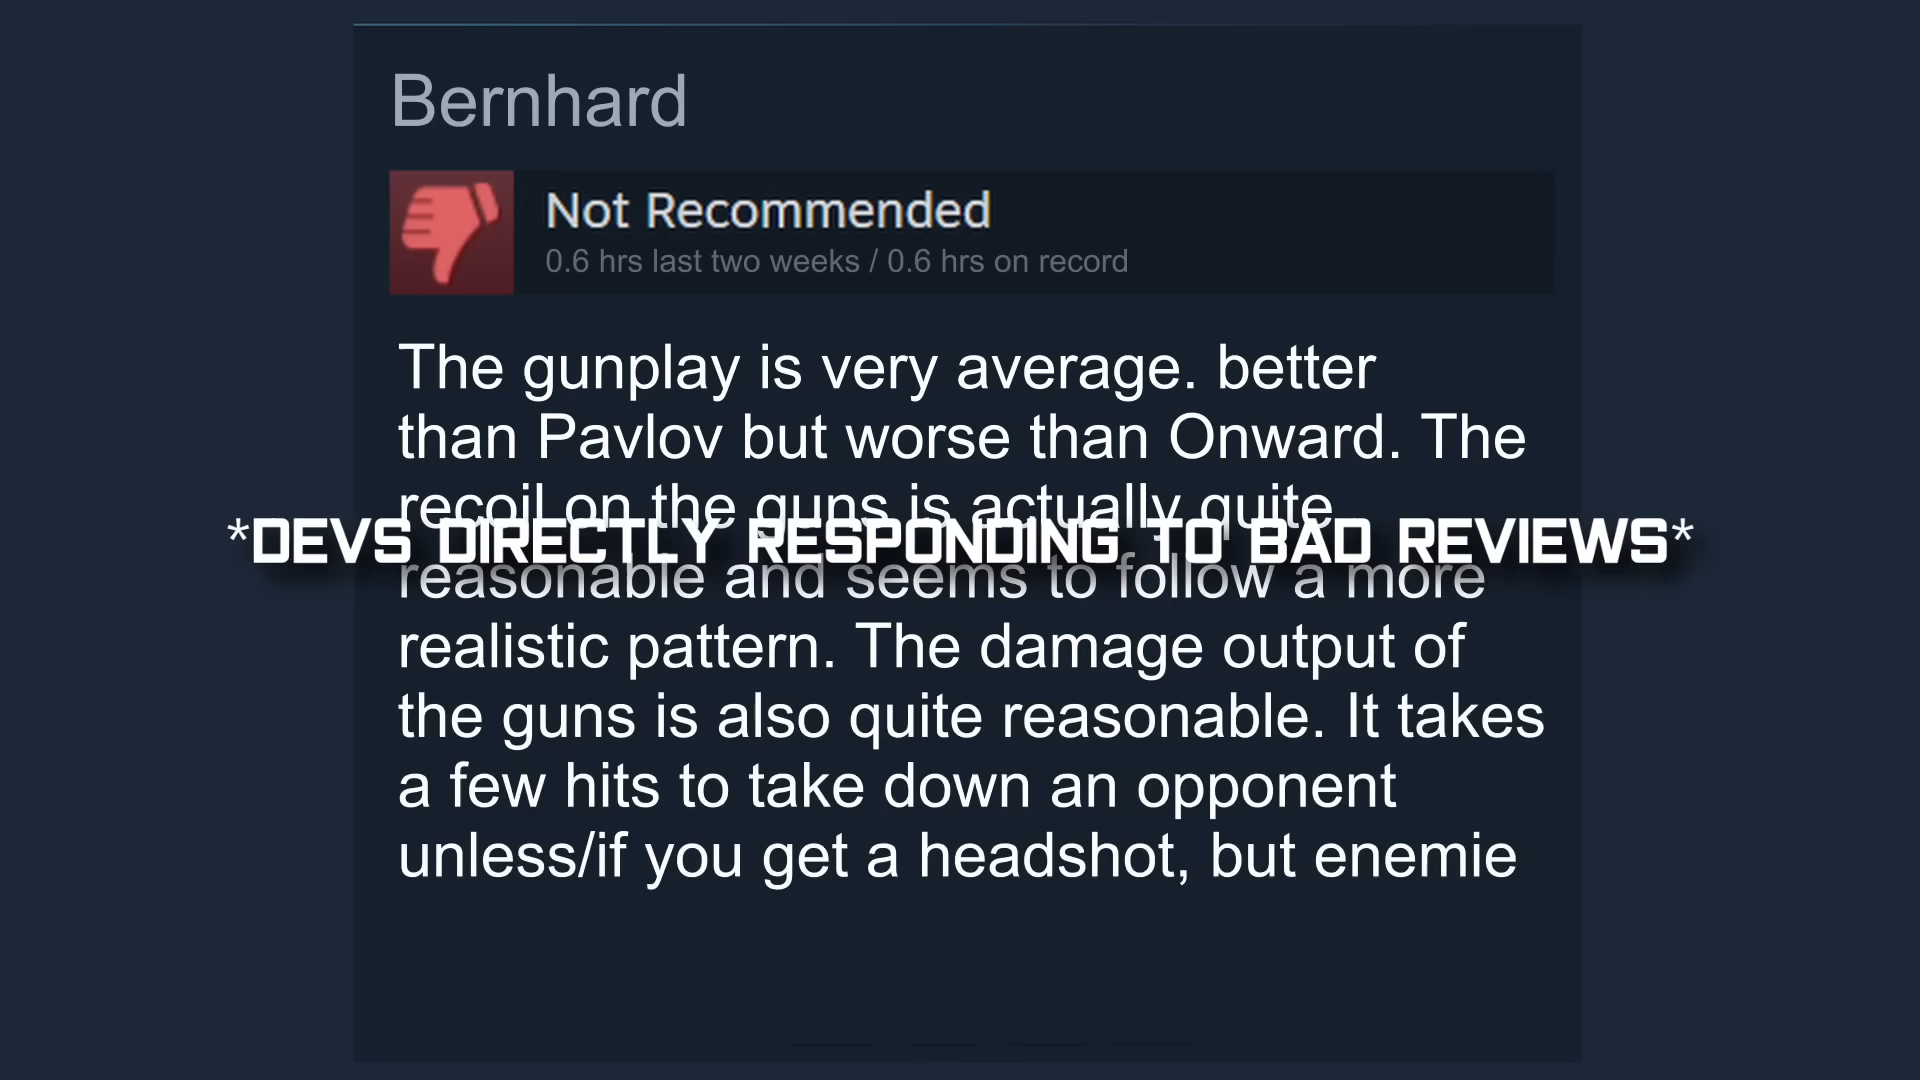 Bernhard
Not Recommended
0.6 hrs last two weeks / 0.6 hrs on record
The gunplay is very average. better
than Pavlov but worse than Onward. The
recoil on the guns is actually quite
*DEVS DIRECTLY RESPONDING TO BAD REVIEWS*
reasonable and seems to follow a more
realistic pattern. The damage output of
the guns is also quite reasonable. It takes
a few hits to take down an opponent
unless/if you get a headshot, but enemie